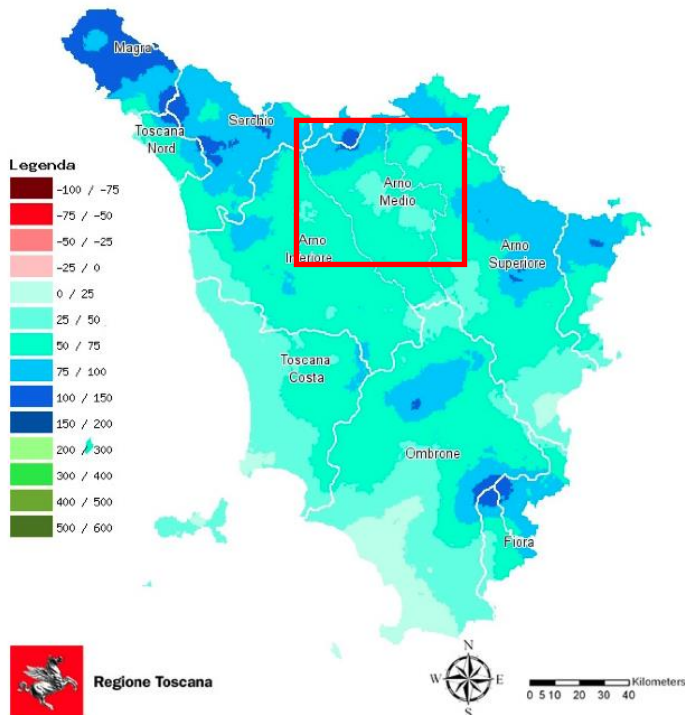 Magra
Serchio
Toscana
Nord
Legenda
-100 / -75
-75 / -50
-50 / -25
-25 / 0
0 / 25
25 / 50
50 / 75
75 / 100
100 / 150
150 / 200
200 / 300
300 / 400
400 / 500
500 / 600
Arno
Medio
Arno
Inferiore
Arno
Superiore
Toscana
Costa
Ombrone
Fiora
Regione Toscana
N
W
E
S
0 5 10 20 30 40
Kilometers